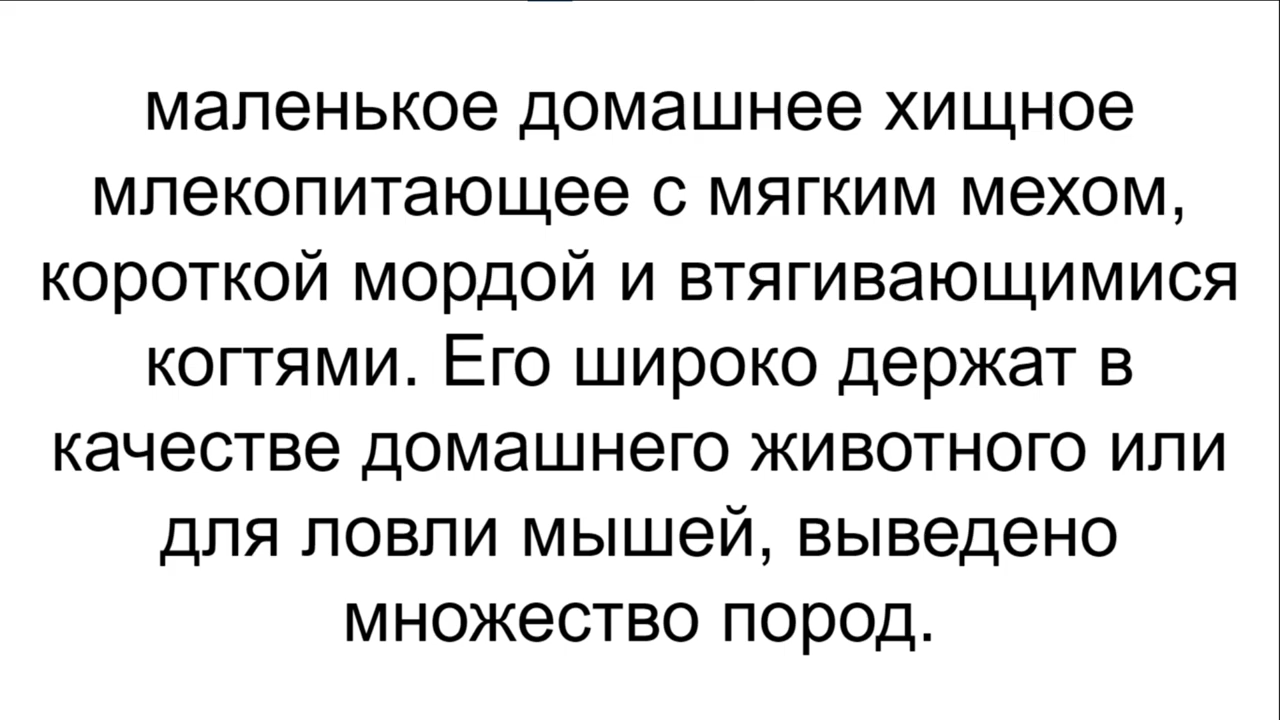 маленькое домашнее хищное
млекопитающее с мягким мехом,
короткой мордой и втягивающимися
когтями. Его широко держат в
качестве домашнего животного или
для ловли мышей, выведено
множество пород.